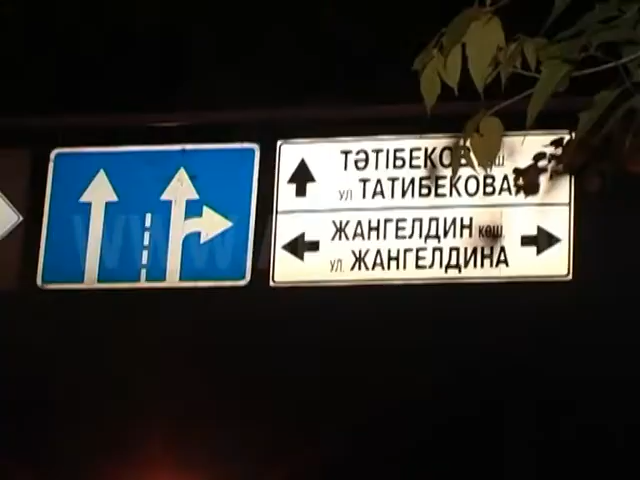 ТӘТІБЕКОВ көш
ул ТАТИБЕКОВА
ЖАНГЕЛДИН көш.
ул. ЖАНГЕЛДИНА